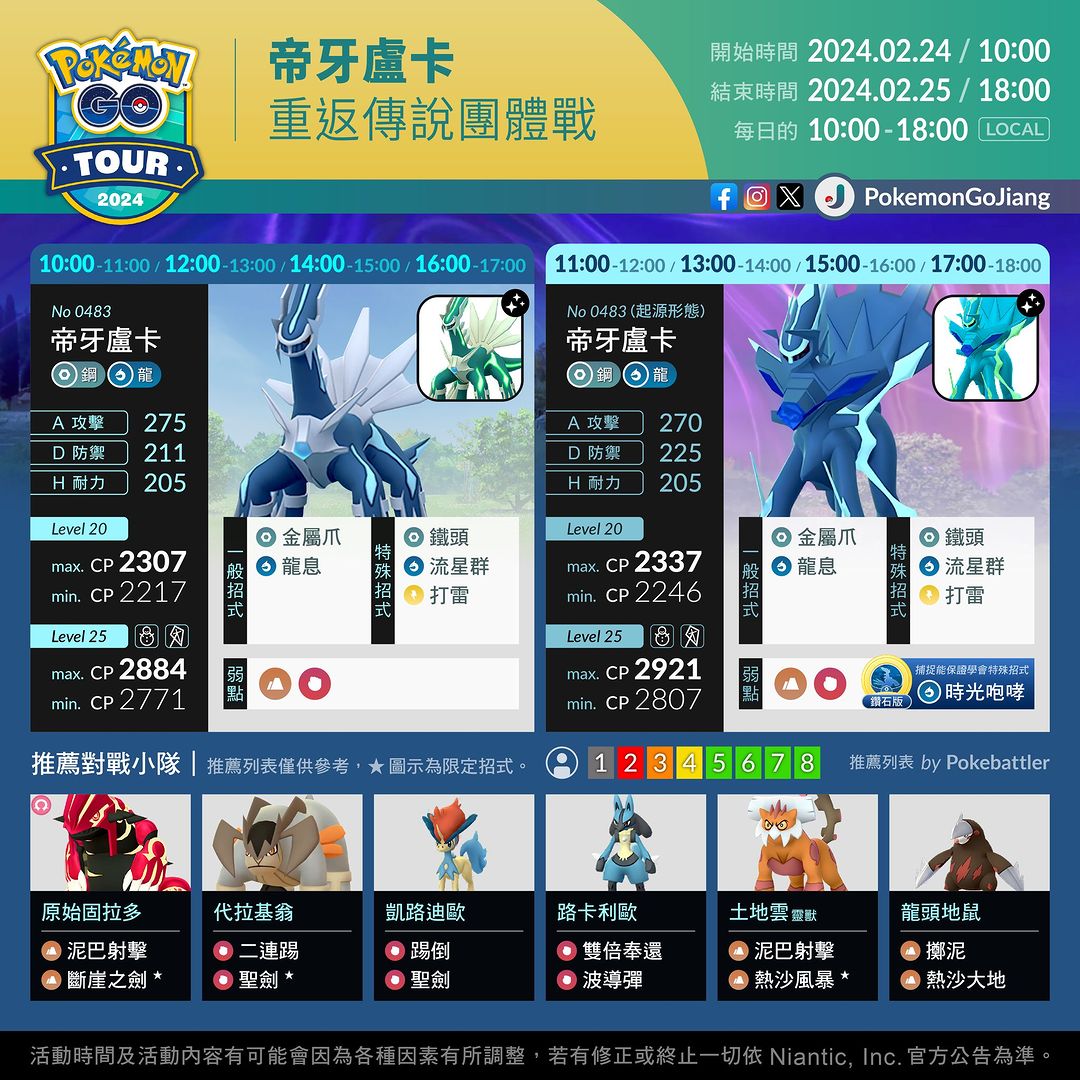 POKÉMON
GO
TOUR
2024
帝牙盧卡
重返傳說團體戰
開始時間 2024.02.24 / 10:00
結束時間 2024.02.25 / 18:00
每日的 10:00 - 18:00 LOCAL
PokemonGoJiang
10:00-11:00 / 12:00-13:00 / 14:00-15:00 / 16:00-17:00
No 0483
帝牙盧卡
鋼 龍
A 攻擊 275
D 防禦 211
H 耐力 205
Level 20
max. CP 2307
min. CP 2217
Level 25
max. CP 2884
min. CP 2771
一般招式
金屬爪
龍息
特殊招式
鐵頭
流星群
打雷
弱點
11:00-12:00 / 13:00-14:00 / 15:00-16:00 / 17:00-18:00
No 0483 (起源形態)
帝牙盧卡
鋼 龍
A 攻擊 270
D 防禦 225
H 耐力 205
Level 20
max. CP 2337
min. CP 2246
Level 25
max. CP 2921
min. CP 2807
一般招式
金屬爪
龍息
特殊招式
鐵頭
流星群
打雷
弱點
鑽石版
捕捉能保證學會特殊招式
時光咆哮
推薦對戰小隊 | 推薦列表僅供參考，★ 圖示為限定招式。
1 2 3 4 5 6 7 8
推薦列表 by Pokebattler
原始固拉多
泥巴射擊
斷崖之劍 ★
代拉基翁
二連踢
聖劍 ★
凱路迪歐
踢倒
聖劍
路卡利歐
雙倍奉還
波導彈
土地雲 靈獸
泥巴射擊
熱沙風暴 ★
龍頭地鼠
擲泥
熱沙大地
活動時間及活動內容有可能會因為各種因素有所調整，若有修正或終止一切依 Niantic, Inc. 官方公告為準。